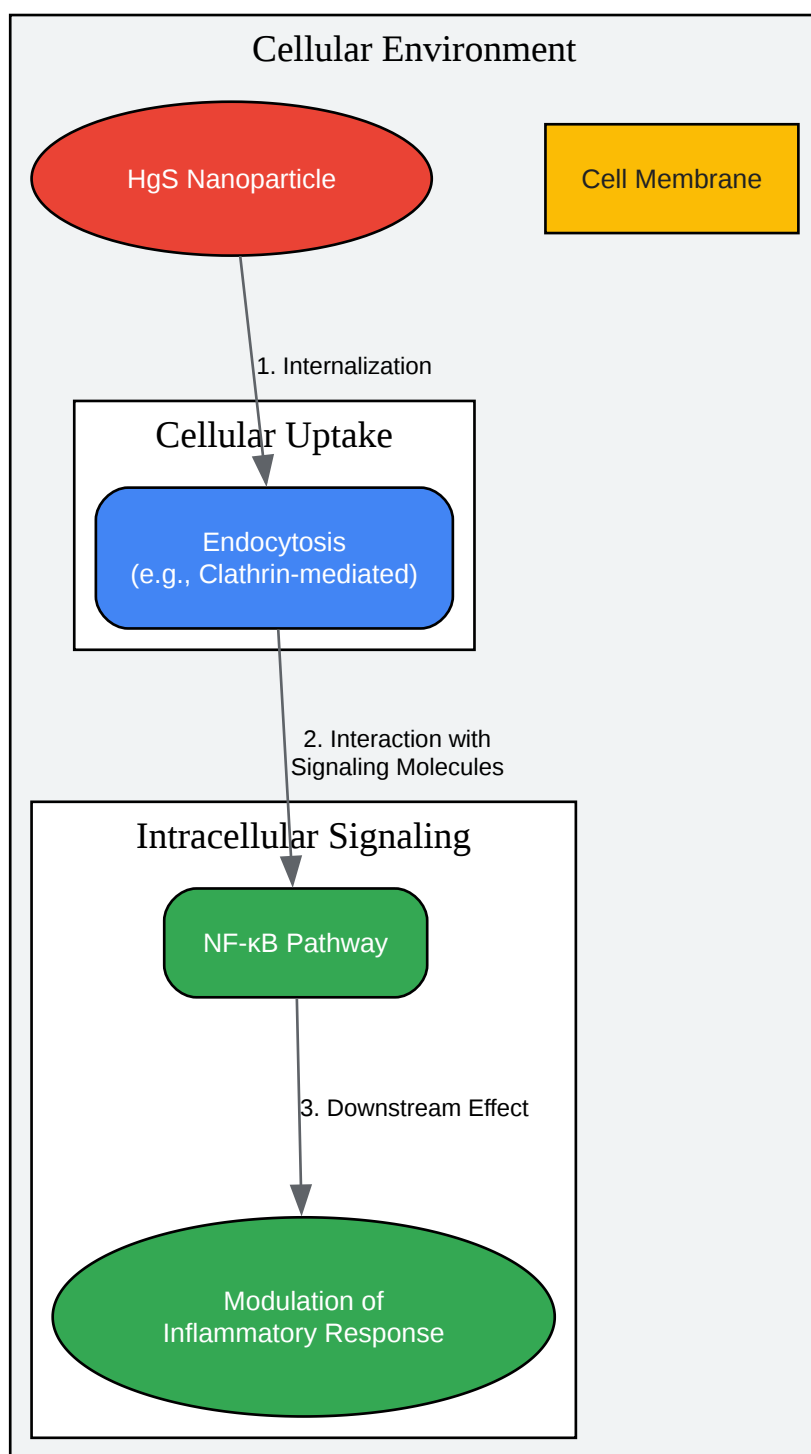 Cellular Environment
HgS Nanoparticle
Cell Membrane
1. Internalization
Cellular Uptake
Endocytosis
(e.g., Clathrin-mediated)
2. Interaction with
Signaling Molecules
Intracellular Signaling
NF-κB Pathway
3. Downstream Effect
Modulation of
Inflammatory Response